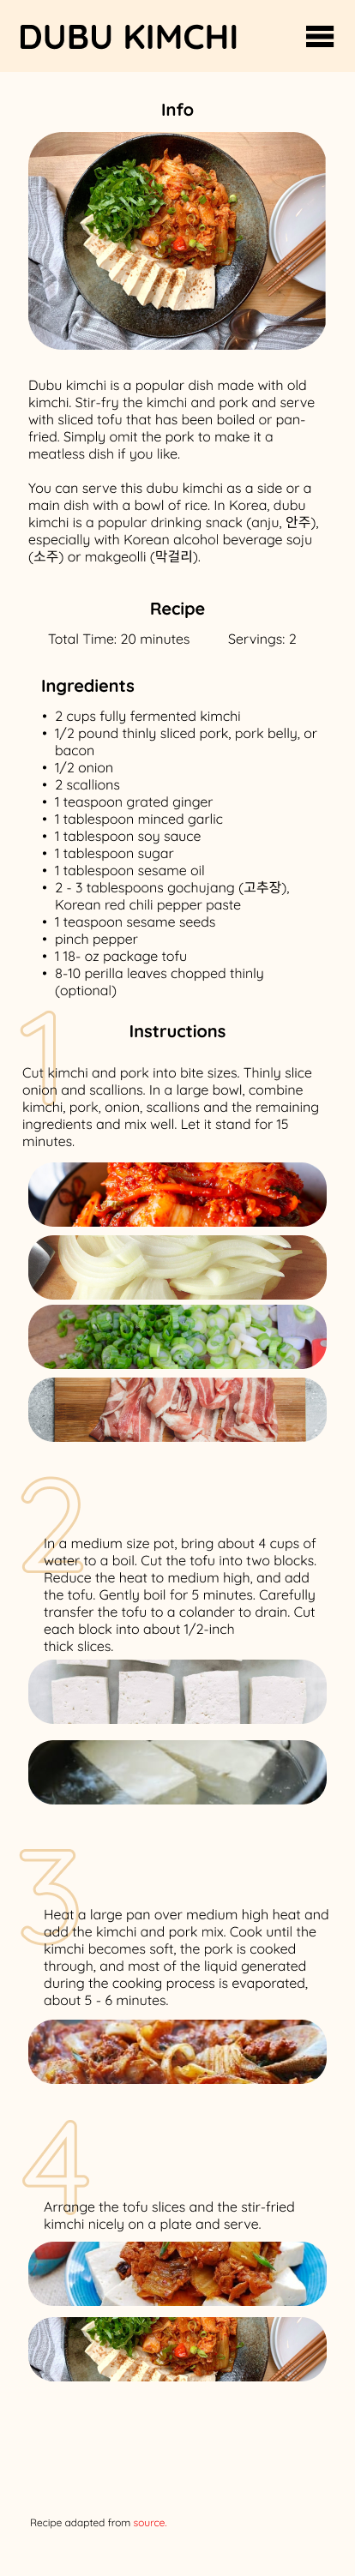 DUBU KIMCHI
Info
Dubu kimchi is a popular dish made with old
kimchi. Stir-fry the kimchi and pork and serve
with sliced tofu that has been boiled or pan-
fried. Simply omit the pork to make it a
meatless dish if you like.
You can serve this dubu kimchi as a side or a
main dish with a bowl of rice. In Korea, dubu
kimchi is a popular drinking snack (anju, 안주),
especially with Korean alcohol beverage soju
(소주) or makgeolli (막걸리).
Recipe
Total Time: 20 minutes Servings: 2
Ingredients
• 2 cups fully fermented kimchi
• 1/2 pound thinly sliced pork, pork belly, or
bacon
• 1/2 onion
• 2 scallions
• 1 teaspoon grated ginger
• 1 tablespoon minced garlic
• 1 tablespoon soy sauce
• 1 tablespoon sugar
• 1 tablespoon sesame oil
• 2 - 3 tablespoons gochujang (고추장),
Korean red chili pepper paste
• 1 teaspoon sesame seeds
• pinch pepper
• 1 18- oz package tofu
• 8-10 perilla leaves chopped thinly
(optional)
Instructions
1
Cut kimchi and pork into bite sizes. Thinly slice
onion and scallions. In a large bowl, combine
kimchi, pork, onion, scallions and the remaining
ingredients and mix well. Let it stand for 15
minutes.
2
In a medium size pot, bring about 4 cups of
water to a boil. Cut the tofu into two blocks.
Reduce the heat to medium high, and add
the tofu. Gently boil for 5 minutes. Carefully
transfer the tofu to a colander to drain. Cut
each block into about 1/2-inch
thick slices.
3
Heat a large pan over medium high heat and
add the kimchi and pork mix. Cook until the
kimchi becomes soft, the pork is cooked
through, and most of the liquid generated
during the cooking process is evaporated,
about 5 - 6 minutes.
4
Arrange the tofu slices and the stir-fried
kimchi nicely on a plate and serve.
Recipe adapted from source.